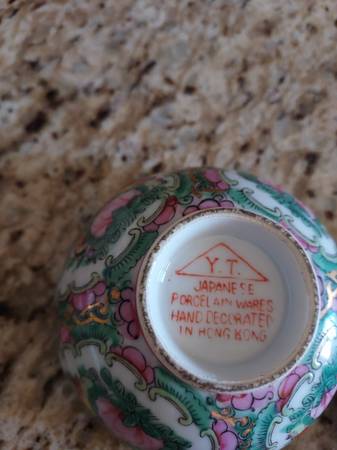 Y.T.
JAPANESE
PORCELAIN WARES
HAND DECORATED
IN HONG KONG